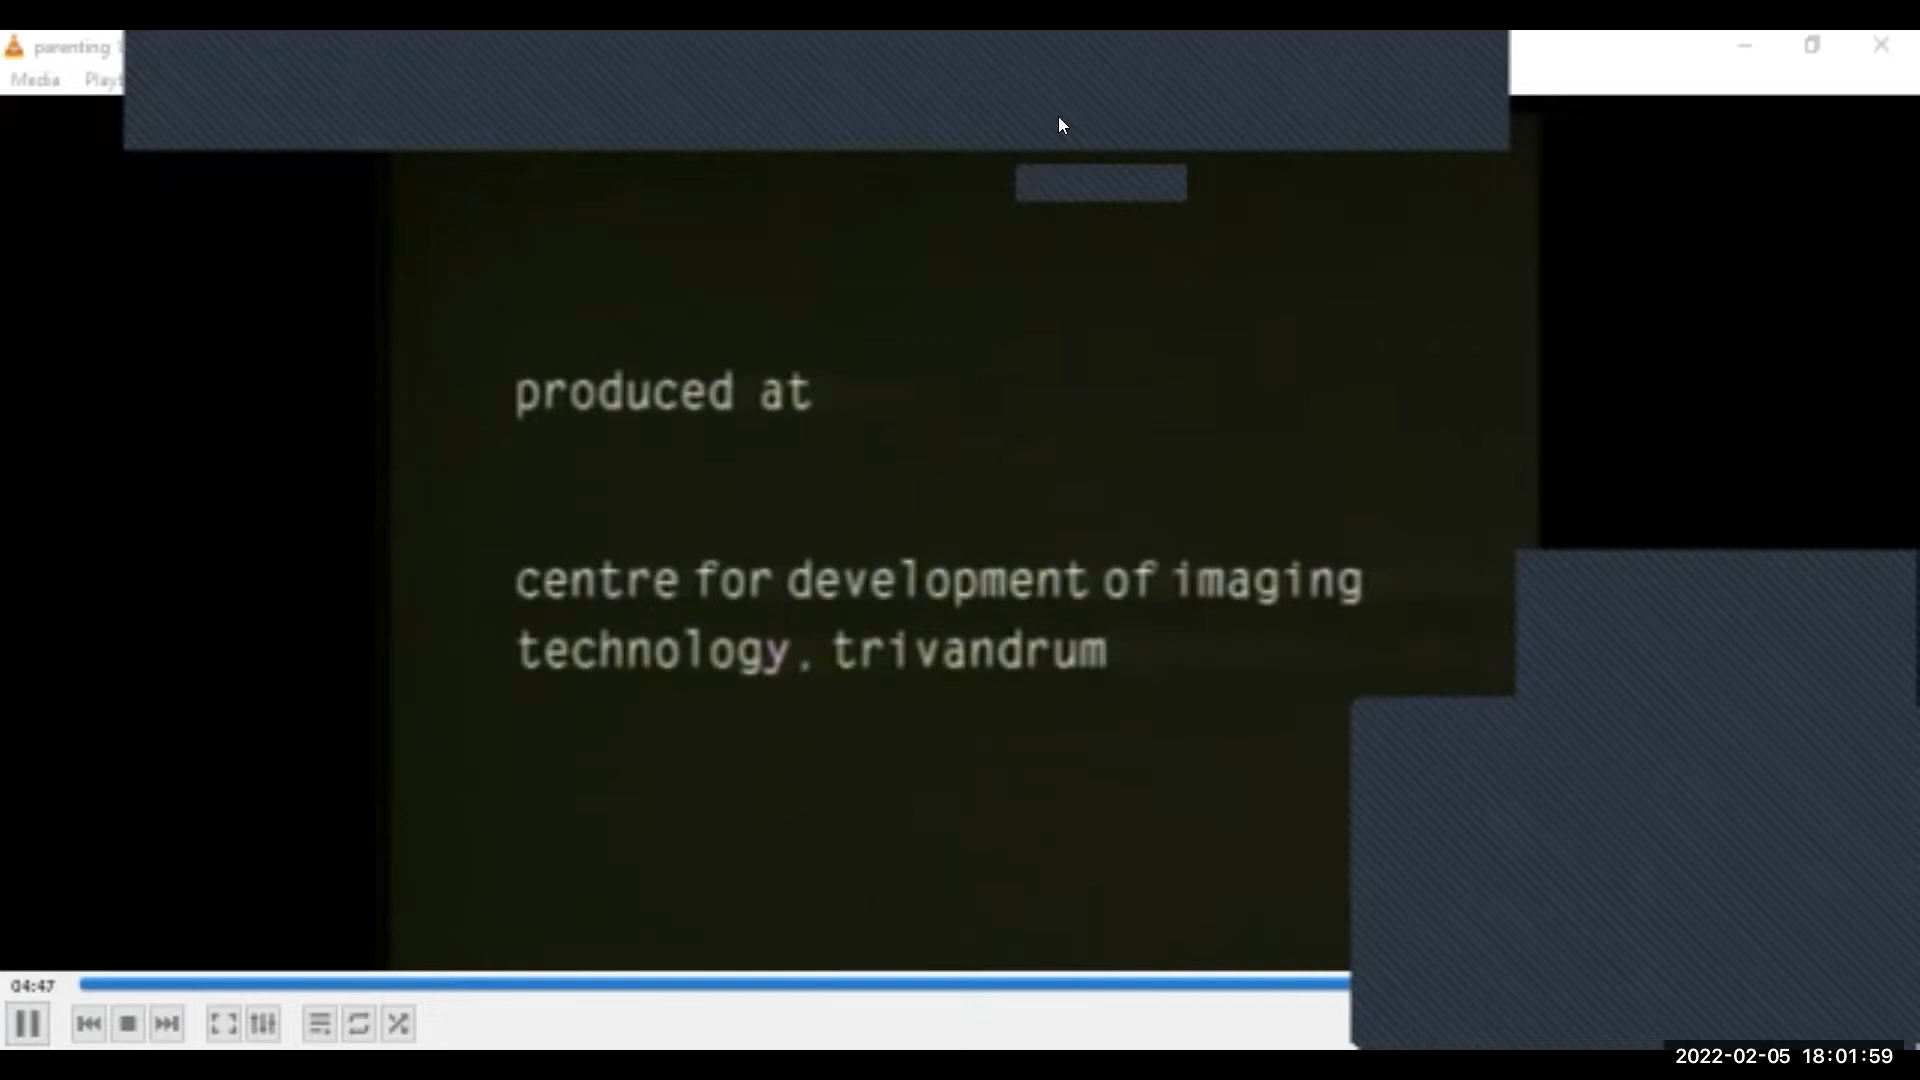 parenting
Media
produced at
centre for development of imaging
technology, trivandrum
04:47
2022-02-05 18:01:59